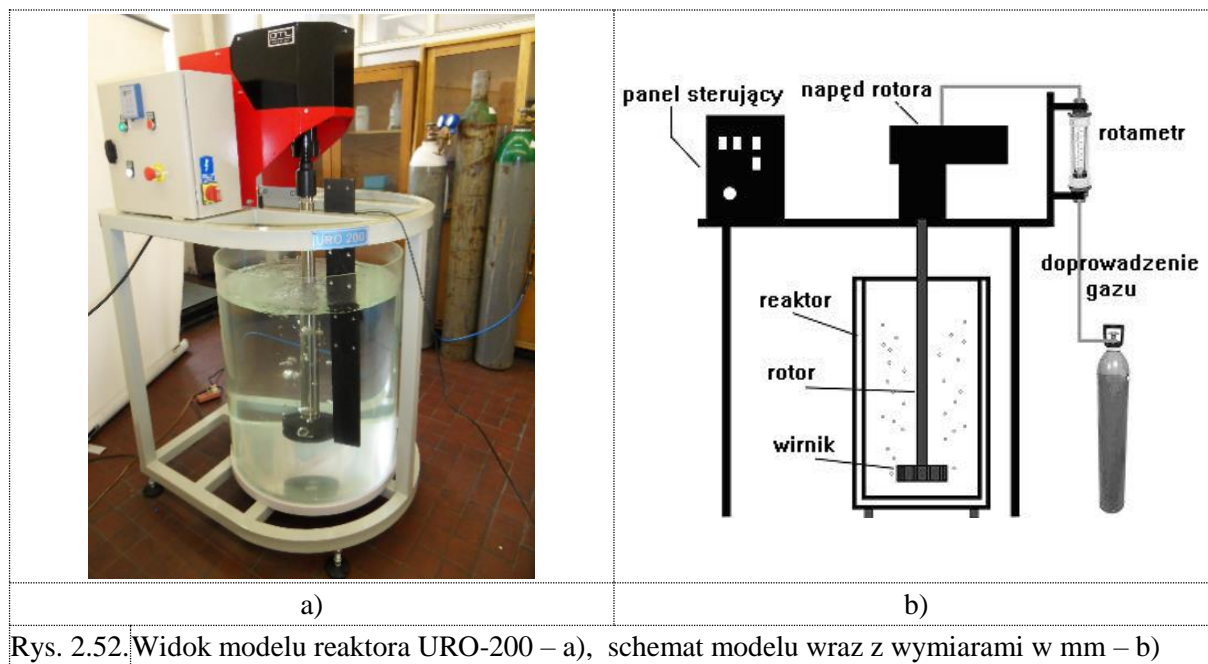 URO 200
panel sterujący
napęd rotora
rotametr
doprowadzenie
gazu
reaktor
rotor
wirnik
a)
b)
Rys. 2.52. Widok modelu reaktora URO-200 – a), schemat modelu wraz z wymiarami w mm – b)